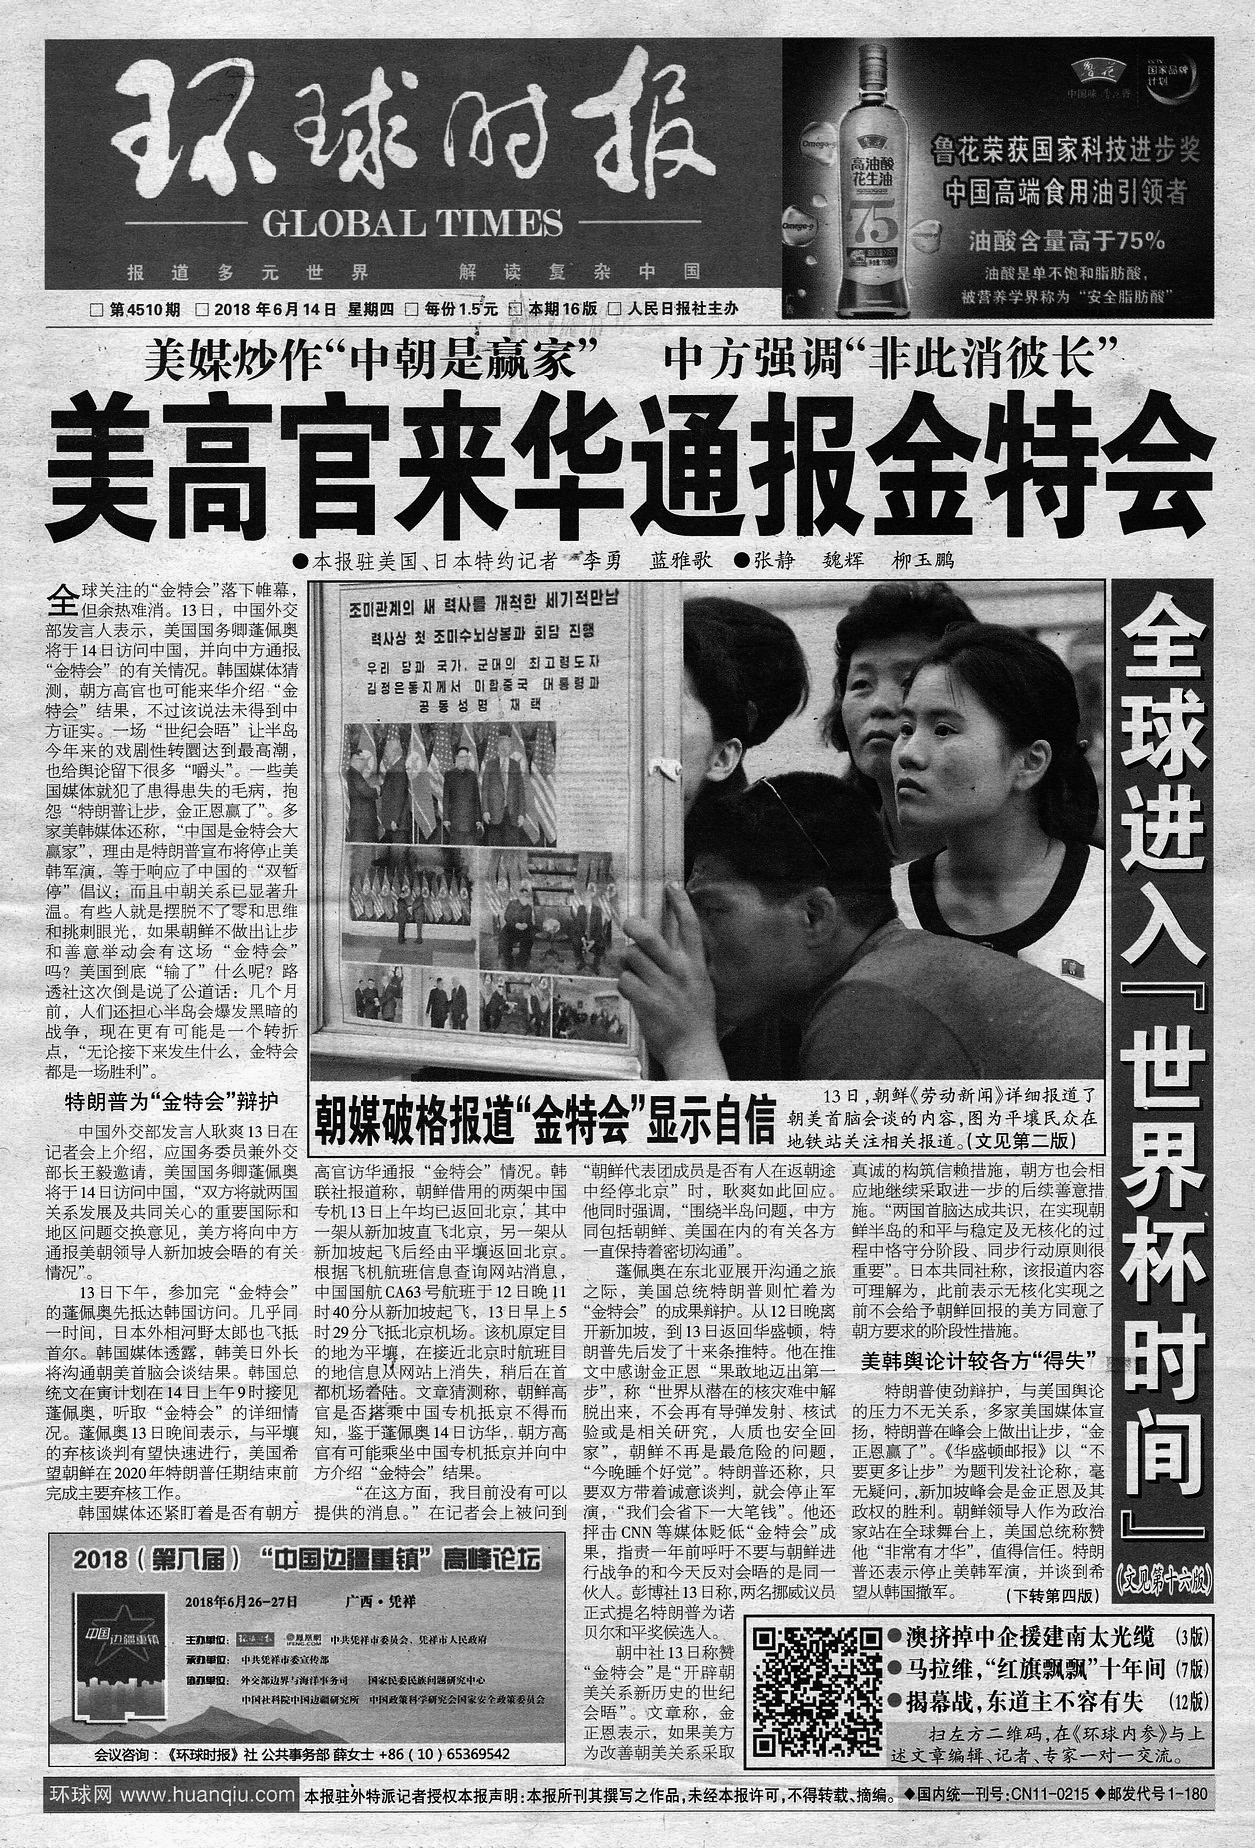 环球时报
GLOBAL TIMES
报道多元世界 解读复杂中国
鲁花
中国味 鲁花香
国家品牌
计划
Omega-9
Omega-9
高油酸
花生油
75
鲁花荣获国家科技进步奖
中国高端食用油引领者
油酸含量高于75%
油酸是单不饱和脂肪酸,
被营养学界称为“安全脂肪酸”
□第4510期 □2018年6月14日 星期四 □每份1.5元 □本期16版 □人民日报社主办
美媒炒作“中朝是赢家” 中方强调“非此消彼长”
美高官来华通报金特会
●本报驻美国、日本特约记者 李勇 蓝雅歌 ●张静 魏辉 柳玉鹏
全球关注的“金特会”落下帷幕,
但余热难消。13日,中国外交
部发言人表示,美国国务卿蓬佩奥
将于14日访问中国,并向中方通报
“金特会”的有关情况。韩国媒体猜
测,朝方高官也可能来华介绍“金
特会”结果,不过该说法未得到中
方证实。一场“世纪会晤”让半岛
今年来的戏剧性转圜达到最高潮,
也给舆论留下很多“嚼头”。一些美
国媒体就犯了患得患失的毛病,抱
怨“特朗普让步,金正恩赢了”。多
家美韩媒体还称,“中国是金特会大
赢家”,理由是特朗普宣布将停止美
韩军演,等于响应了中国的“双暂
停”倡议;而且中朝关系已显著升
温。有些人就是摆脱不了零和思维
和挑刺眼光,如果朝鲜不做出让步
和善意举动会有这场“金特会”
吗?美国到底“输了”什么呢?路
透社这次倒是说了公道话:几个月
前,人们还担心半岛会爆发黑暗的
战争,现在更有可能是一个转折
点,“无论接下来发生什么,金特会
都是一场胜利”。
特朗普为“金特会”辩护
中国外交部发言人耿爽13日在
记者会上介绍,应国务委员兼外交
部长王毅邀请,美国国务卿蓬佩奥
将于14日访问中国,“双方将就两国
关系发展及共同关心的重要国际和
地区问题交换意见,美方将向中方
通报美朝领导人新加坡会晤的有关
情况”。
13日下午,参加完“金特会”
的蓬佩奥先抵达韩国访问。几乎同
一时间,日本外相河野太郎也飞抵
首尔。韩国媒体透露,韩美日外长
将沟通朝美首脑会谈结果。韩国总
统文在寅计划在14日上午9时接见
蓬佩奥,听取“金特会”的详细情
况。蓬佩奥13日晚间表示,与平壤
的弃核谈判有望快速进行,美国希
望朝鲜在2020年特朗普任期结束前
完成主要弃核工作。
韩国媒体还紧盯着是否有朝方
조미관계의 새 력사를 개척한 세기적만남
력사상 첫 조미수뇌상봉과 회담 진행
우리 당과 국가, 군대의 최고령도자
김정은동지께서 미합중국 대통령과
공동성명 채택
朝媒破格报道“金特会”显示自信
13日,朝鲜《劳动新闻》详细报道了
朝美首脑会谈的内容,图为平壤民众在
地铁站关注相关报道。(文见第二版)
高官访华通报“金特会”情况。韩
联社报道称,朝鲜借用的两架中国
专机13日上午均已返回北京,其中
一架从新加坡直飞北京,另一架从
新加坡起飞后经由平壤返回北京。
根据飞机航班信息查询网站消息,
中国国航CA63号航班于12日晚11
时40分从新加坡起飞,13日早上5
时29分飞抵北京机场。该机原定目
的地为平壤,在接近北京时航班目
的地信息从网站上消失,稍后在首
都机场着陆。文章猜测称,朝鲜高
官是否搭乘中国专机抵京不得而
知,鉴于蓬佩奥14日访华,朝方高
官有可能乘坐中国专机抵京并向中
方介绍“金特会”结果。
“在这方面,我目前没有可以
提供的消息。”在记者会上被问到
“朝鲜代表团成员是否有人在返朝途
中经停北京”时,耿爽如此回应。
他同时强调,“围绕半岛问题,中方
同包括朝鲜、美国在内的有关各方
一直保持着密切沟通”。
蓬佩奥在东北亚展开沟通之旅
之际,美国总统特朗普则忙着为
“金特会”的成果辩护。从12日晚离
开新加坡,到13日返回华盛顿,特
朗普先后发了十来条推特。他在推
文中感谢金正恩“果敢地迈出第一
步”,称“世界从潜在的核灾难中解
脱出来,不会再有导弹发射、核试
验或是相关研究,人质也安全回
家”,朝鲜不再是最危险的问题,
“今晚睡个好觉”。特朗普还称,只
要双方带着诚意谈判,就会停止军
演,“我们会省下一大笔钱”。他还
抨击CNN等媒体贬低“金特会”成
果,指责一年前呼吁不要与朝鲜进
行战争的和今天反对会晤的是同一
伙人。彭博社13日称,两名挪威议员
正式提名特朗普为诺
贝尔和平奖候选人。
朝中社13日称赞
“金特会”是“开辟朝
美关系新历史的世纪
会晤”。文章称,金
正恩表示,如果美方
为改善朝美关系采取
真诚的构筑信赖措施,朝方也会相
应地继续采取进一步的后续善意措
施。“两国首脑达成共识,在实现朝
鲜半岛的和平与稳定及无核化的过
程中恪守分阶段、同步行动原则很
重要”。日本共同社称,该报道内容
可理解为,此前表示无核化实现之
前不会给予朝鲜回报的美方同意了
朝方要求的阶段性措施。
美韩舆论计较各方“得失”
特朗普使劲辩护,与美国舆论
的压力不无关系,多家美国媒体宣
扬,特朗普在峰会上做出让步,“金
正恩赢了”。《华盛顿邮报》以“不
要更多让步”为题刊发社论称,毫
无疑问,新加坡峰会是金正恩及其
政权的胜利。朝鲜领导人作为政治
家站在全球舞台上,美国总统称赞
他“非常有才华”,值得信任。特朗
普还表示停止美韩军演,并谈到希
望从韩国撤军。 (下转第四版)
全球进入『世界杯时间』
(文见第十六版)
2018(第八届)“中国边疆重镇”高峰论坛
中国边疆重镇
2018年6月26-27日 广西·凭祥
主办单位: 环球时报 凤凰网 IFENG.COM 中共凭祥市委员会、凭祥市人民政府
承办单位: 中共凭祥市委宣传部
协办单位: 外交部边界与海洋事务司 国家民委民族问题研究中心
中国社科院中国边疆研究所 中国政策科学研究会国家安全政策委员会
会议咨询:《环球时报》社 公共事务部 薛女士 +86(10)65369542
●澳挤掉中企援建南太光缆 (3版)
●马拉维,“红旗飘飘”十年间 (7版)
●揭幕战,东道主不容有失 (12版)
扫左方二维码,在《环球内参》与上
述文章编辑、记者、专家一对一交流。
环球网 www.huanqiu.com 本报驻外特派记者授权本报声明:本报所刊其撰写之作品,未经本报许可,不得转载、摘编。 ◆国内统一刊号:CN11-0215 ◆邮发代号1-180